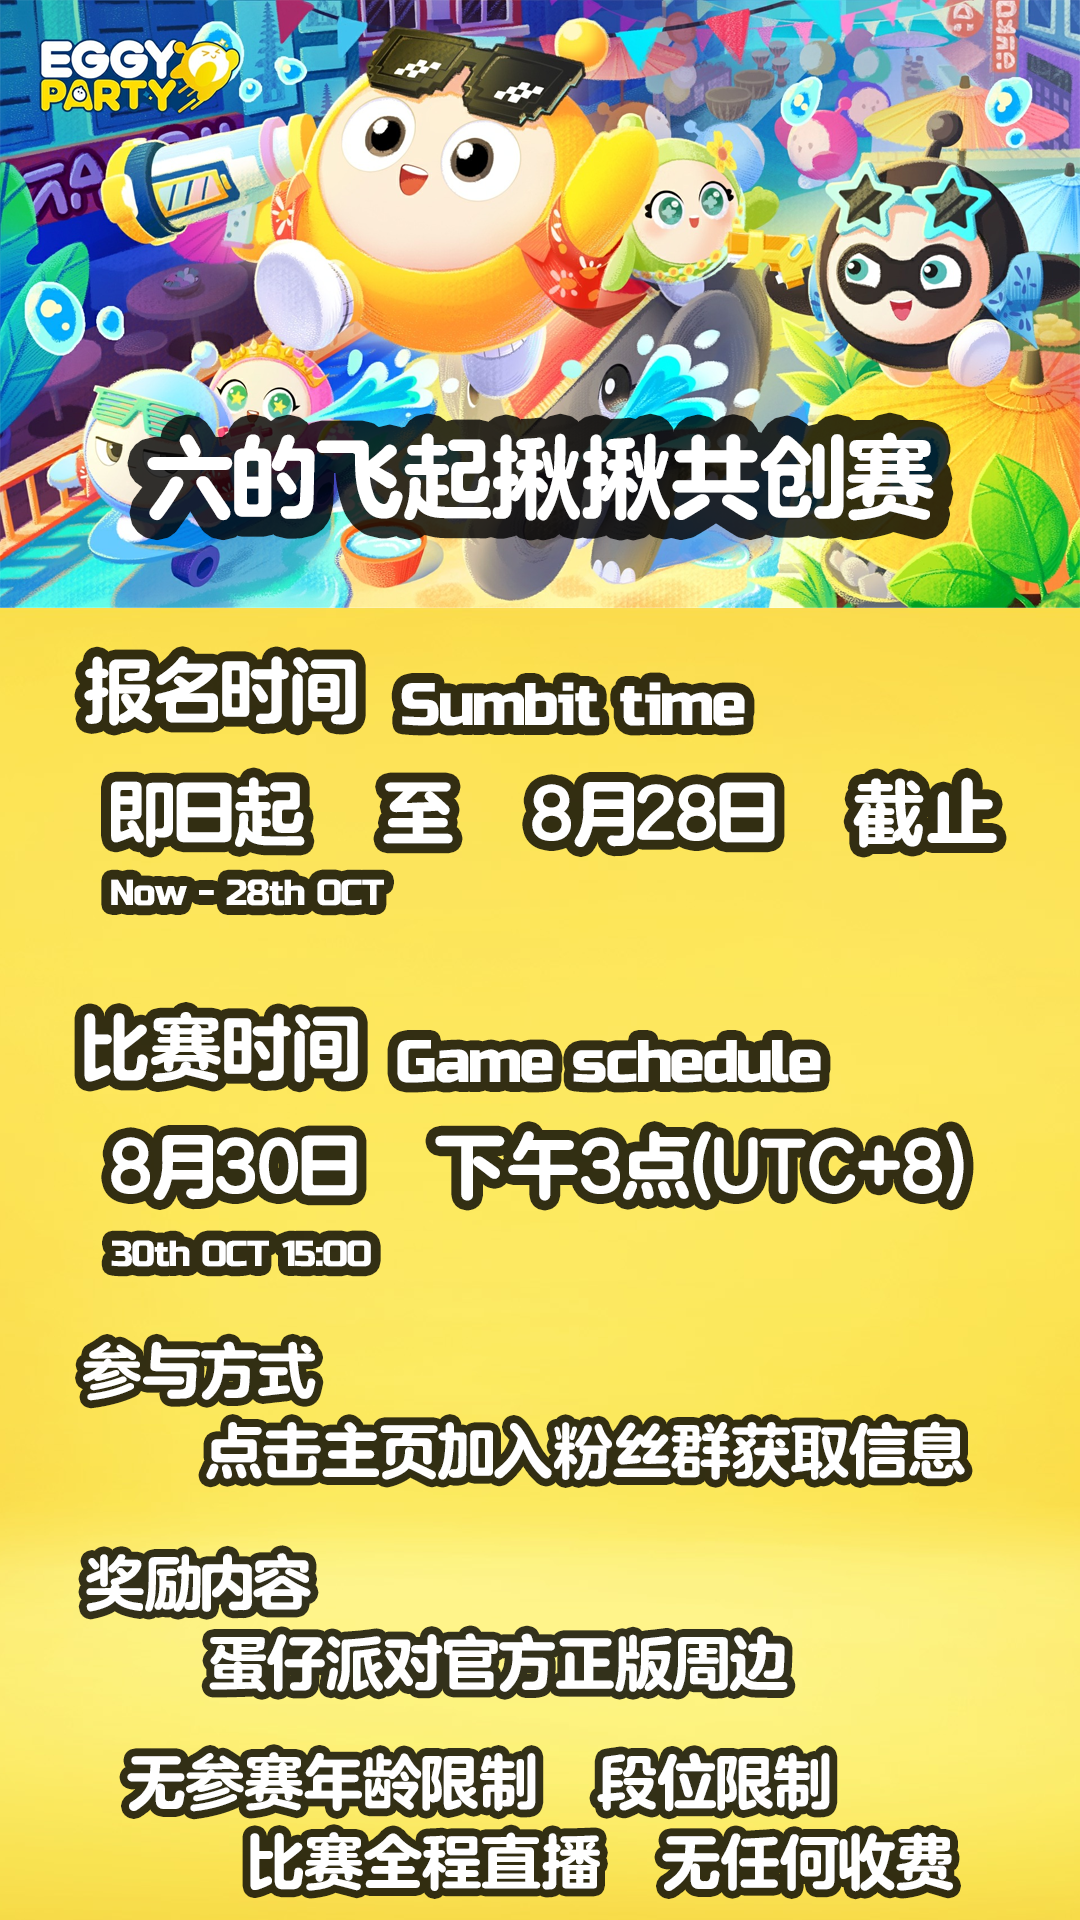 EGGY
PARTY
六的飞起揪揪共创赛
报名时间 Sumbit time
即日起 至 8月28日 截止
Now - 28th OCT
比赛时间 Game schedule
8月30日 下午3点(UTC+8)
30th OCT 15:00
参与方式
点击主页加入粉丝群获取信息
奖励内容
蛋仔派对官方正版周边
无参赛年龄限制 段位限制
比赛全程直播 无任何收费